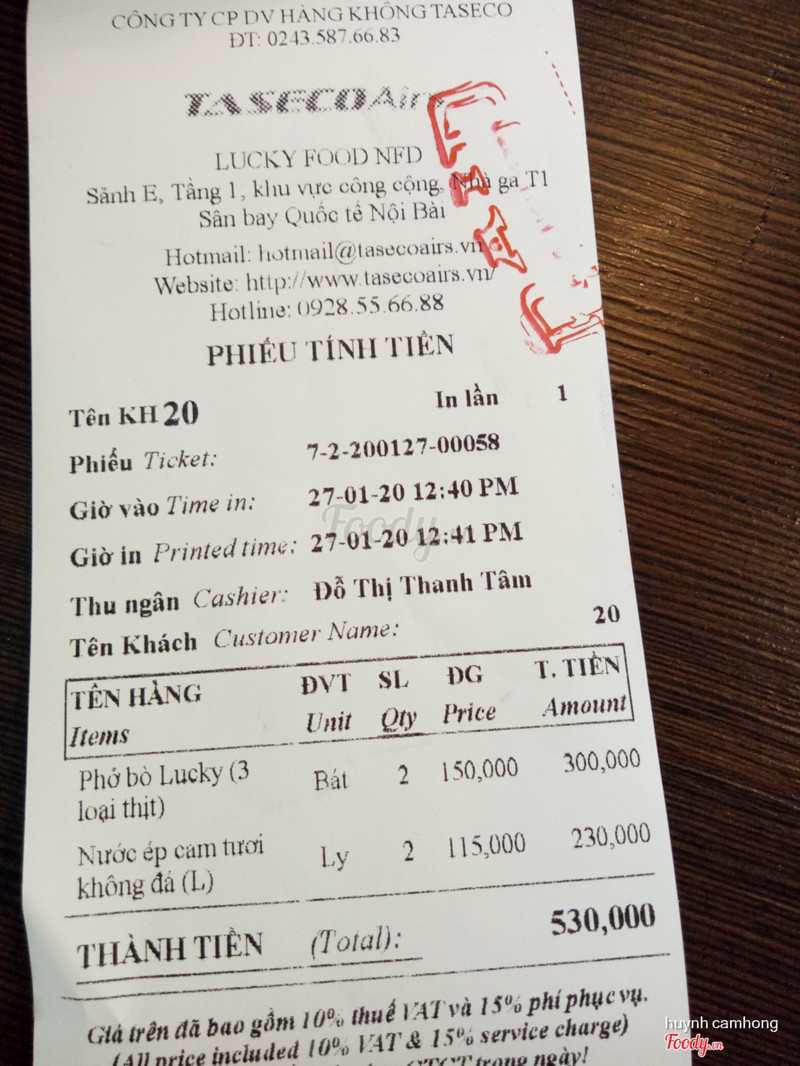 CÔNG TY CP DV HÀNG KHÔNG TASECO
ĐT: 0243.587.66.83
TASECO Airs
LUCKY FOOD NFD
Sảnh E, Tầng 1, khu vực công cộng, Nhà ga T1
Sân bay Quốc tế Nội Bài
Hotmail: hotmail@tasecoairs.vn
Website: http://www.tasecoairs.vn/
Hotline: 0928.55.66.88
PHIẾU TÍNH TIỀN
Tên KH 20 In lần 1
Phiếu Ticket: 7-2-200127-00058
Giờ vào Time in: 27-01-20 12:40 PM
Giờ in Printed time: 27-01-20 12:41 PM
Thu ngân Cashier: Đỗ Thị Thanh Tâm
Tên Khách Customer Name: 20
TÊN HÀNG ĐVT SL ĐG T. TIỀN
Items Unit Qty Price Amount
Phở bò Lucky (3 Bát 2 150,000 300,000
loại thịt)
Nước ép cam tươi Ly 2 115,000 230,000
không đá (L)
THÀNH TIỀN (Total): 530,000
Giá trên đã bao gồm 10% thuế VAT và 15% phí phục vụ.
(All price included 10% VAT & 15% service charge)
GTGT trong ngày!
Foody
huynh camhong
Foody.vn